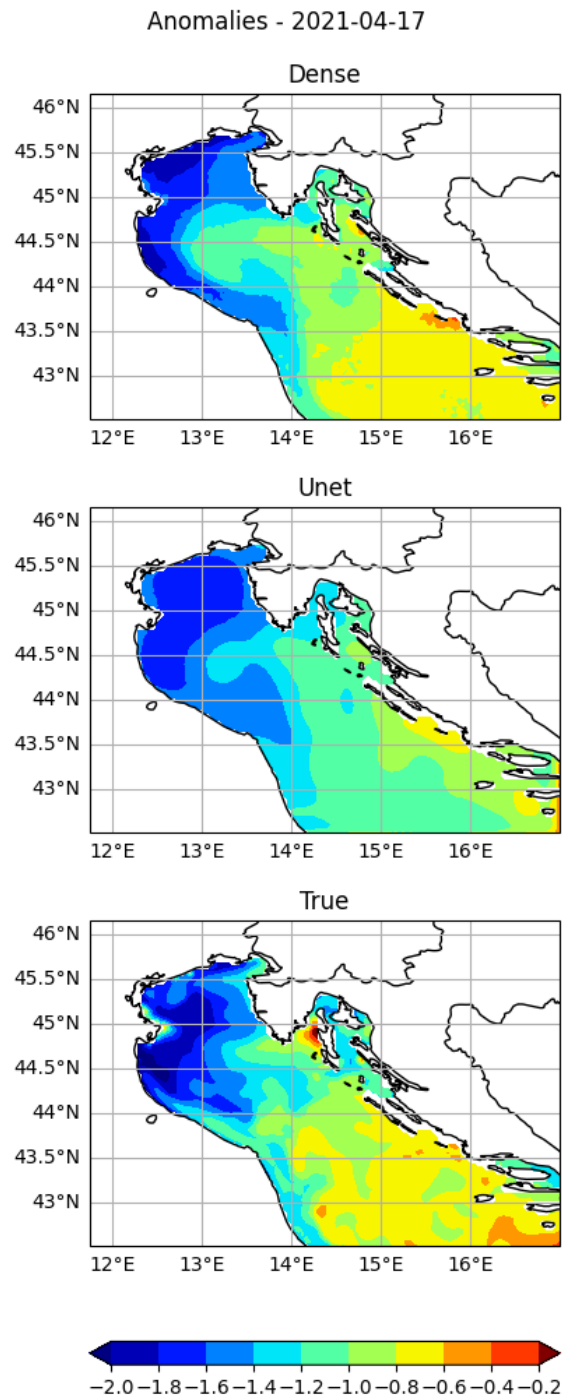 Anomalies - 2021-04-17
Dense
46°N
45.5°N
45°N
44.5°N
44°N
43.5°N
43°N
12°E 13°E 14°E 15°E 16°E
Unet
46°N
45.5°N
45°N
44.5°N
44°N
43.5°N
43°N
12°E 13°E 14°E 15°E 16°E
True
46°N
45.5°N
45°N
44.5°N
44°N
43.5°N
43°N
12°E 13°E 14°E 15°E 16°E
−2.0 −1.8 −1.6 −1.4 −1.2 −1.0 −0.8 −0.6 −0.4 −0.2